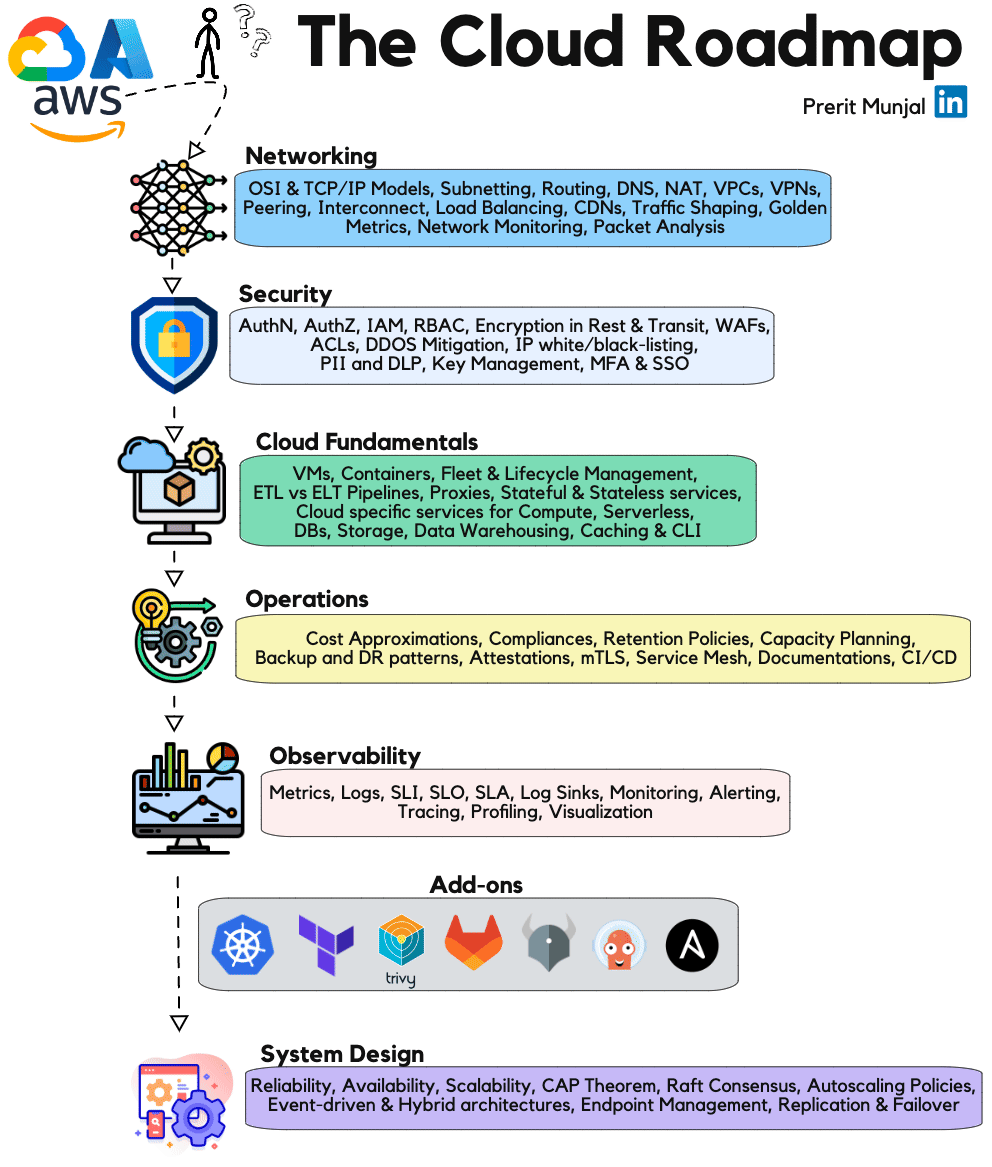 The Cloud Roadmap
aws
??
??
Prerit Munjal in
Networking
OSI & TCP/IP Models, Subnetting, Routing, DNS, NAT, VPCs, VPNs,
Peering, Interconnect, Load Balancing, CDNs, Traffic Shaping, Golden
Metrics, Network Monitoring, Packet Analysis
Security
AuthN, AuthZ, IAM, RBAC, Encryption in Rest & Transit, WAFs,
ACLs, DDOS Mitigation, IP white/black-listing,
PII and DLP, Key Management, MFA & SSO
Cloud Fundamentals
VMs, Containers, Fleet & Lifecycle Management,
ETL vs ELT Pipelines, Proxies, Stateful & Stateless services,
Cloud specific services for Compute, Serverless,
DBs, Storage, Data Warehousing, Caching & CLI
Operations
Cost Approximations, Compliances, Retention Policies, Capacity Planning,
Backup and DR patterns, Attestations, mTLS, Service Mesh, Documentations, CI/CD
Observability
Metrics, Logs, SLI, SLO, SLA, Log Sinks, Monitoring, Alerting,
Tracing, Profiling, Visualization
Add-ons
trivy
System Design
Reliability, Availability, Scalability, CAP Theorem, Raft Consensus, Autoscaling Policies,
Event-driven & Hybrid architectures, Endpoint Management, Replication & Failover